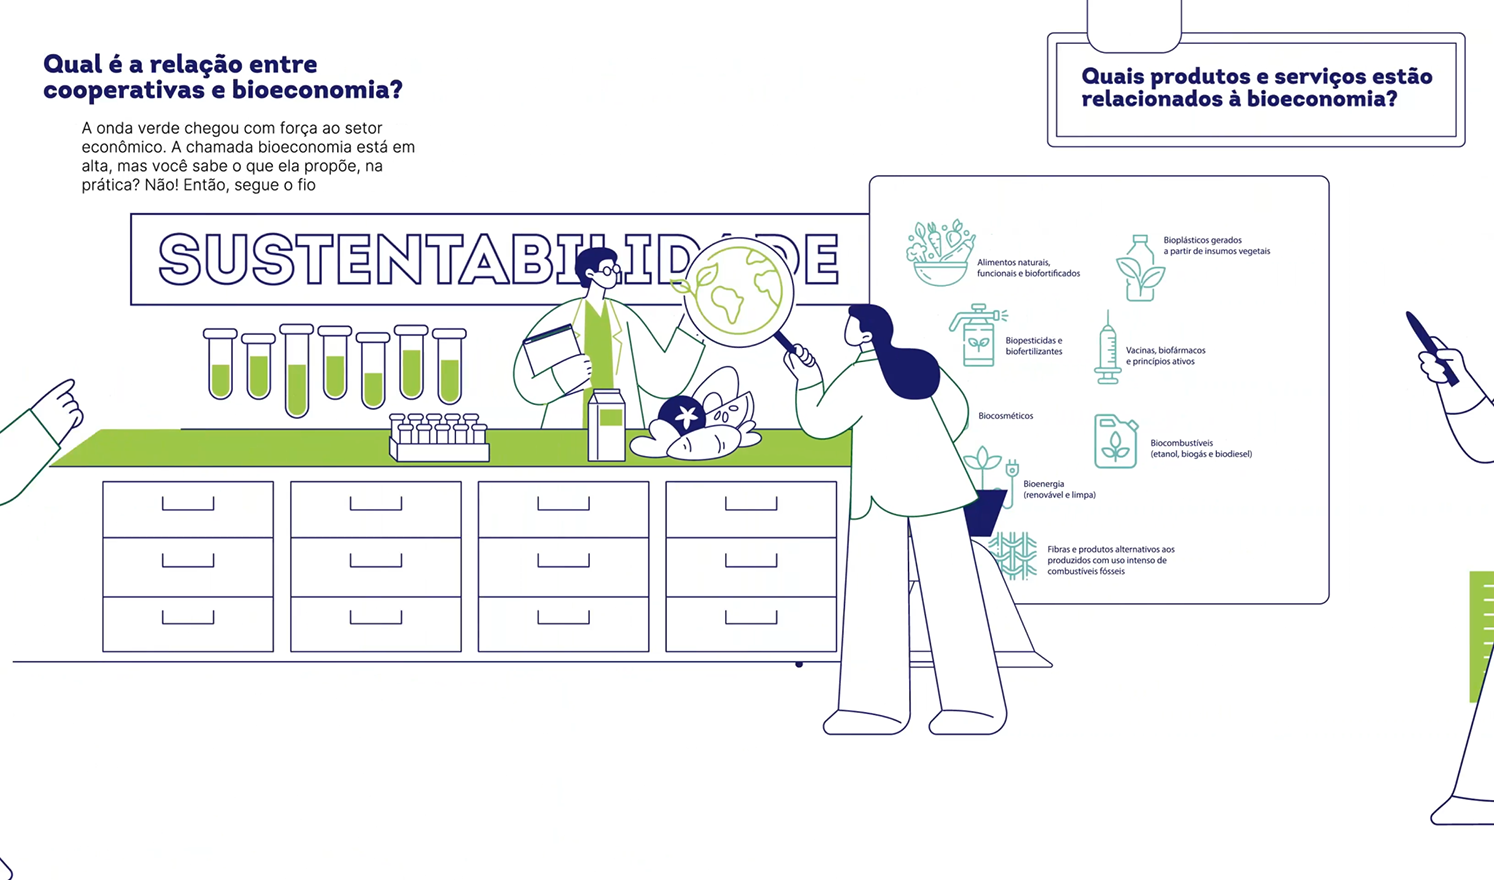 Qual é a relação entre
cooperativas e bioeconomia?
A onda verde chegou com força ao setor
econômico. A chamada bioeconomia está em
alta, mas você sabe o que ela propõe, na
prática? Não! Então, segue o fio
SUSTENTABILIDADE
Quais produtos e serviços estão
relacionados à bioeconomia?
Alimentos naturais,
funcionais e biofortificados
Bioplásticos gerados
a partir de insumos vegetais
Biopesticidas e
biofertilizantes
Vacinas, biofármacos
e princípios ativos
Biocosméticos
Biocombustíveis
(etanol, biogás e biodiesel)
Bioenergia
(renovável e limpa)
Fibras e produtos alternativos aos
produzidos com uso intenso de
combustíveis fósseis